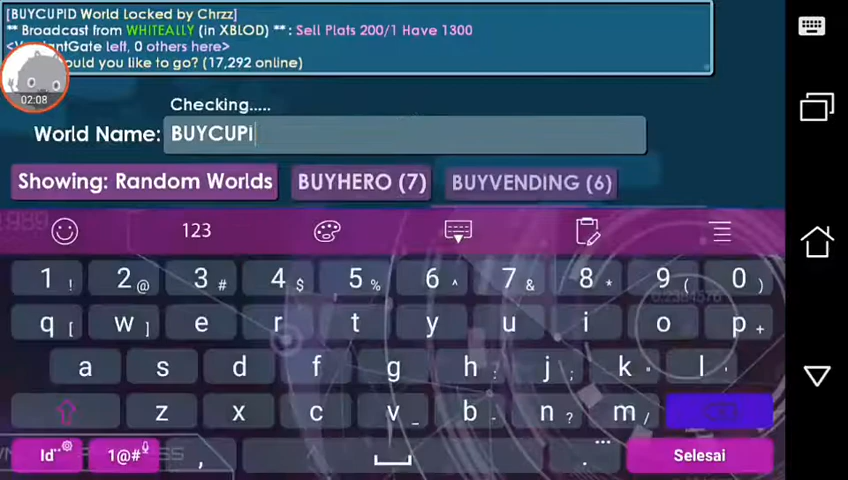 [BUYCUPID World Locked by Chrzz]
** Broadcast from WHITEALLY (in XBLOD) ** : Sell Plats 200/1 Have 1300
left, 0 others here>
ould you like to go? (17,292 online)
02:08
Checking.....
World Name: BUYCUPI
Showing: Random Worlds BUYHERO (7) BUYVENDING (6)
123
1 ! 2 @ 3 # 4 $ 5 % 6 ^ 7 & 8 * 9 ( 0 )
q [ w ] e r t y u i o p +
a s d f g h : j ; k " l '
z x c v _ b - n ? m /
Id 1@# , . ... Selesai